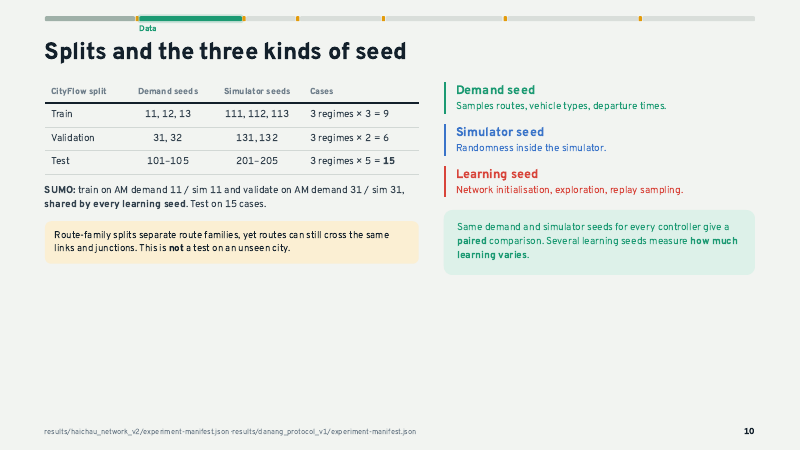 Data
Splits and the three kinds of seed
CityFlow split Demand seeds Simulator seeds Cases
Train 11, 12, 13 111, 112, 113 3 regimes × 3 = 9
Validation 31, 32 131, 132 3 regimes × 2 = 6
Test 101–105 201–205 3 regimes × 5 = 15
SUMO: train on AM demand 11 / sim 11 and validate on AM demand 31 / sim 31,
shared by every learning seed. Test on 15 cases.
Route-family splits separate route families, yet routes can still cross the same
links and junctions. This is not a test on an unseen city.
Demand seed
Samples routes, vehicle types, departure times.
Simulator seed
Randomness inside the simulator.
Learning seed
Network initialisation, exploration, replay sampling.
Same demand and simulator seeds for every controller give a
paired comparison. Several learning seeds measure how much
learning varies.
results/haichau_network_v2/experiment-manifest.json · results/danang_protocol_v1/experiment-manifest.json
10